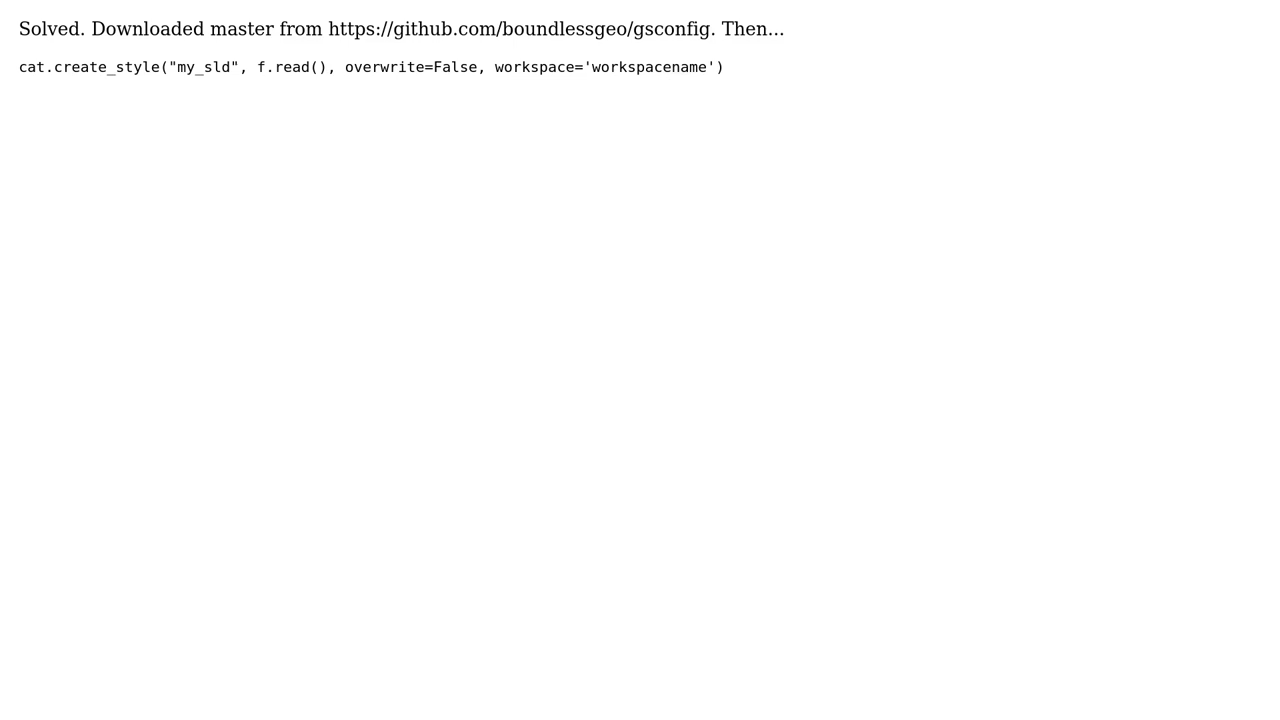 Solved. Downloaded master from https://github.com/boundlessgeo/gsconfig. Then...
cat.create_style("my_sld", f.read(), overwrite=False, workspace='workspacename')